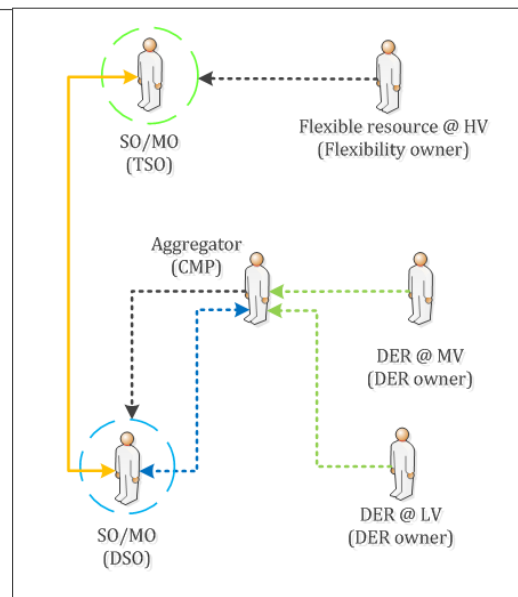 SO/MO
(TSO)
Flexible resource @ HV
(Flexibility owner)
Aggregator
(CMP)
DER @ MV
(DER owner)
SO/MO
(DSO)
DER @ LV
(DER owner)